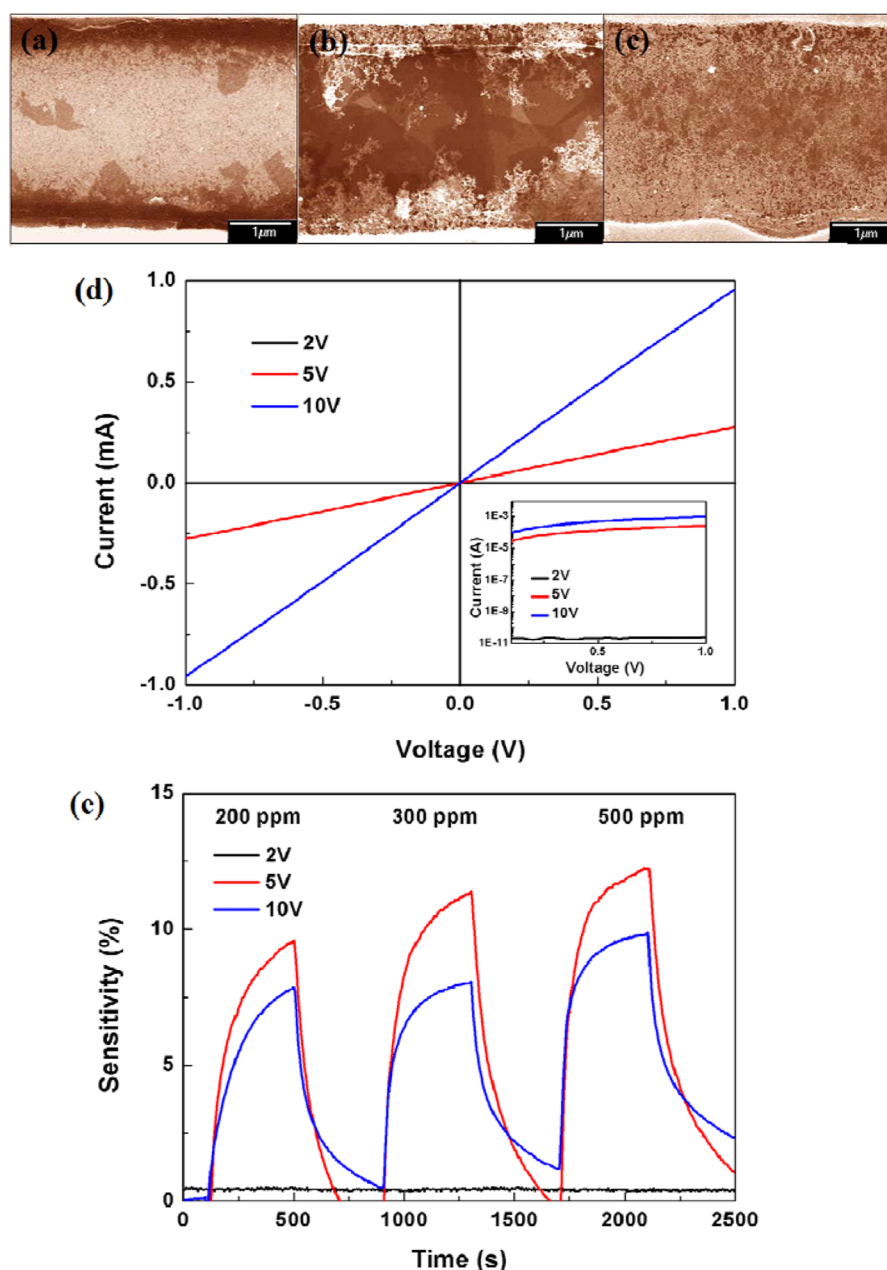 (a) (b) (c)
1μm 1μm 1μm
(d)
1.0
2V
5V
10V
0.5
0.0
-0.5
-1.0
Current (mA)
1E-3
1E-5
1E-7
1E-9
1E-11
Current (A)
2V
5V
10V
0.5 1.0
Voltage (V)
-1.0 -0.5 0.0 0.5 1.0
Voltage (V)
(c)
15
200 ppm 300 ppm 500 ppm
2V
5V
10V
10
5
0
Sensitivity (%)
0 500 1000 1500 2000 2500
Time (s)